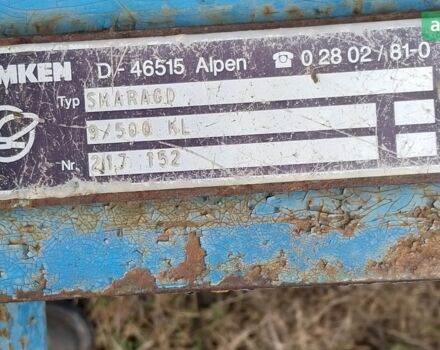 MKEN D-46515 Alpen ☎ 0 28 02 / 81-0
Typ SMARAGD
9/500 KL
Nr. 217 152